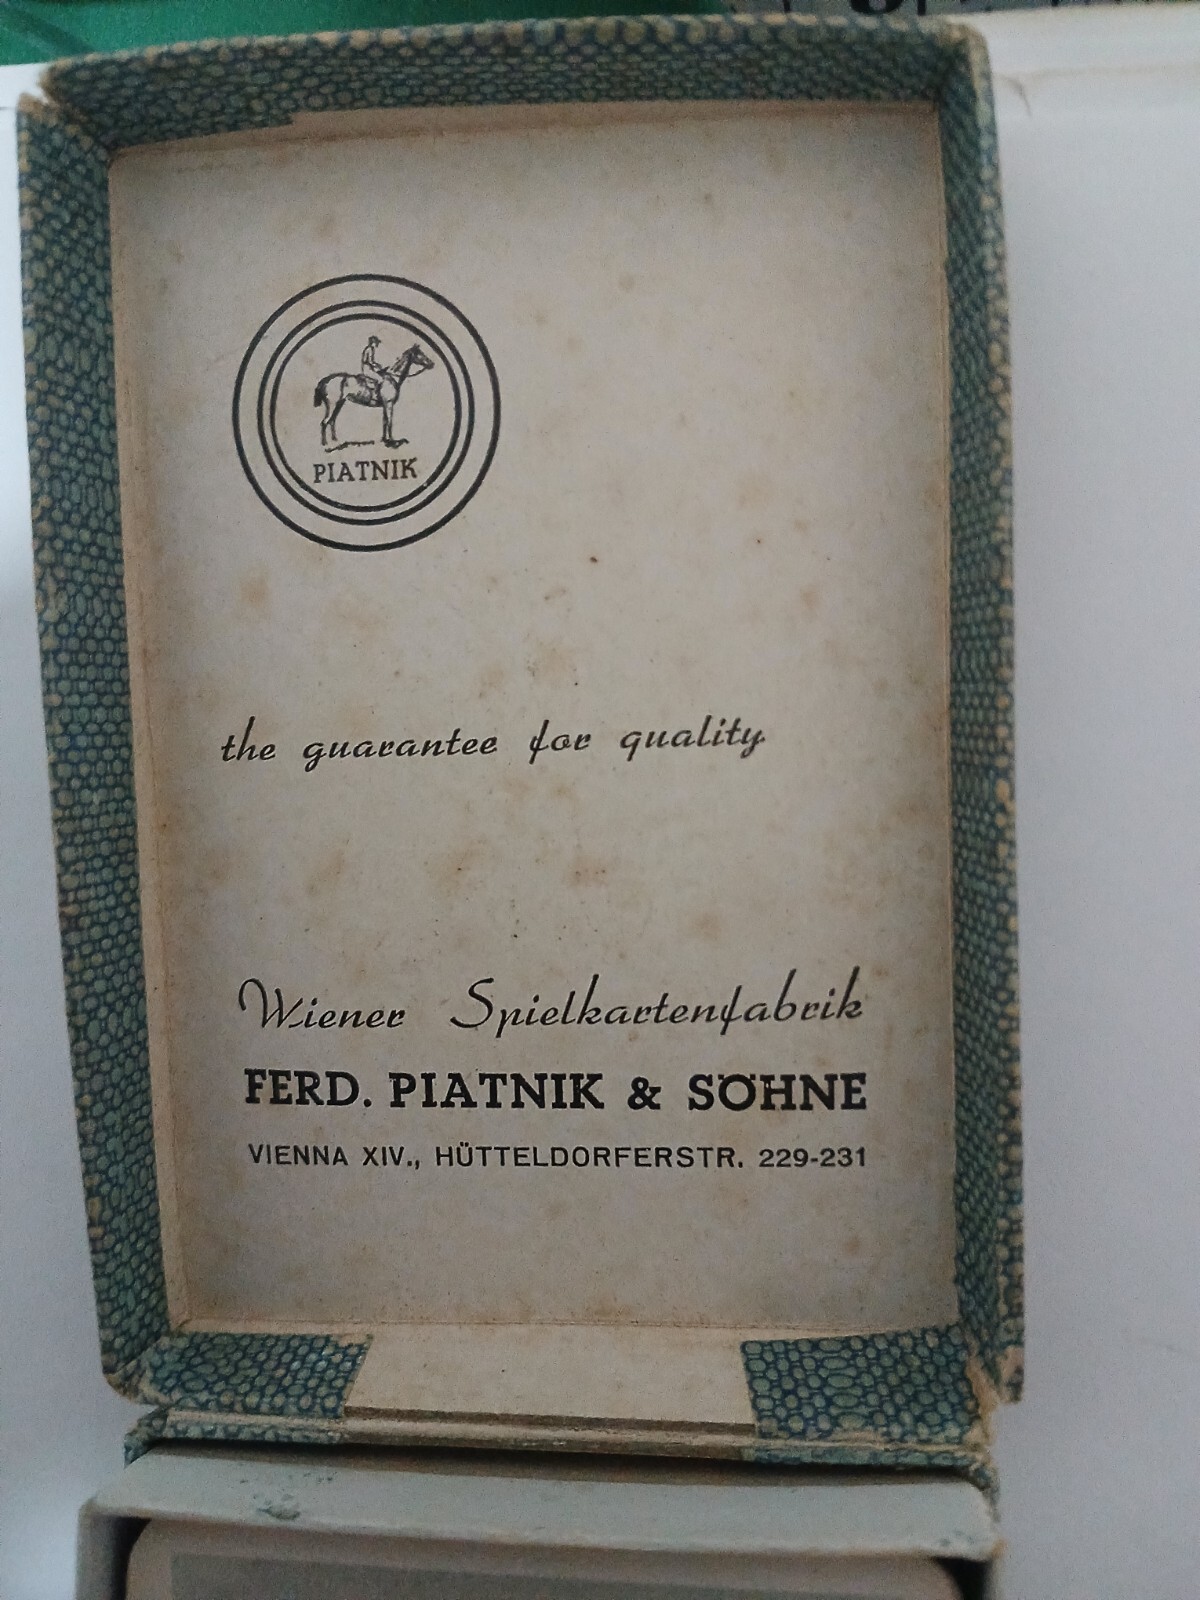 PIATNIK
the guarantee for quality
Wiener Spielkartenfabrik
FERD. PIATNIK & SÖHNE
VIENNA XIV., HÜTTELDORFERSTR. 229-231